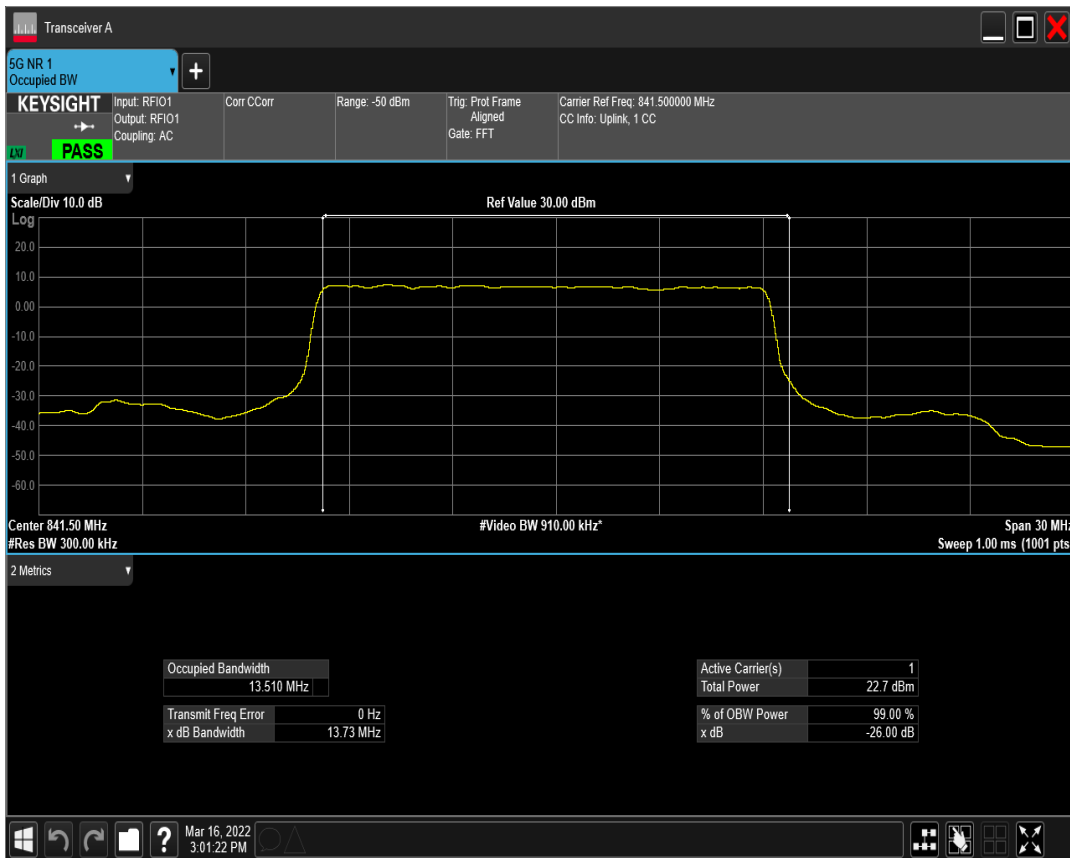 Transceiver A
5G NR 1
Occupied BW
KEYSIGHT
LXI
PASS
Input: RFIO1
Output: RFIO1
Coupling: AC
Corr CCorr
Range: -50 dBm
Trig: Prot Frame
Aligned
Gate: FFT
Carrier Ref Freq: 841.500000 MHz
CC Info: Uplink, 1 CC
1 Graph
Scale/Div 10.0 dB
Ref Value 30.00 dBm
Log
20.0
10.0
0.00
-10.0
-20.0
-30.0
-40.0
-50.0
-60.0
Center 841.50 MHz
#Video BW 910.00 kHz*
Span 30 MHz
#Res BW 300.00 kHz
Sweep 1.00 ms (1001 pts
2 Metrics
Occupied Bandwidth
13.510 MHz
Transmit Freq Error 0 Hz
x dB Bandwidth 13.73 MHz
Active Carrier(s) 1
Total Power 22.7 dBm
% of OBW Power 99.00 %
x dB -26.00 dB
?
Mar 16, 2022
3:01:22 PM